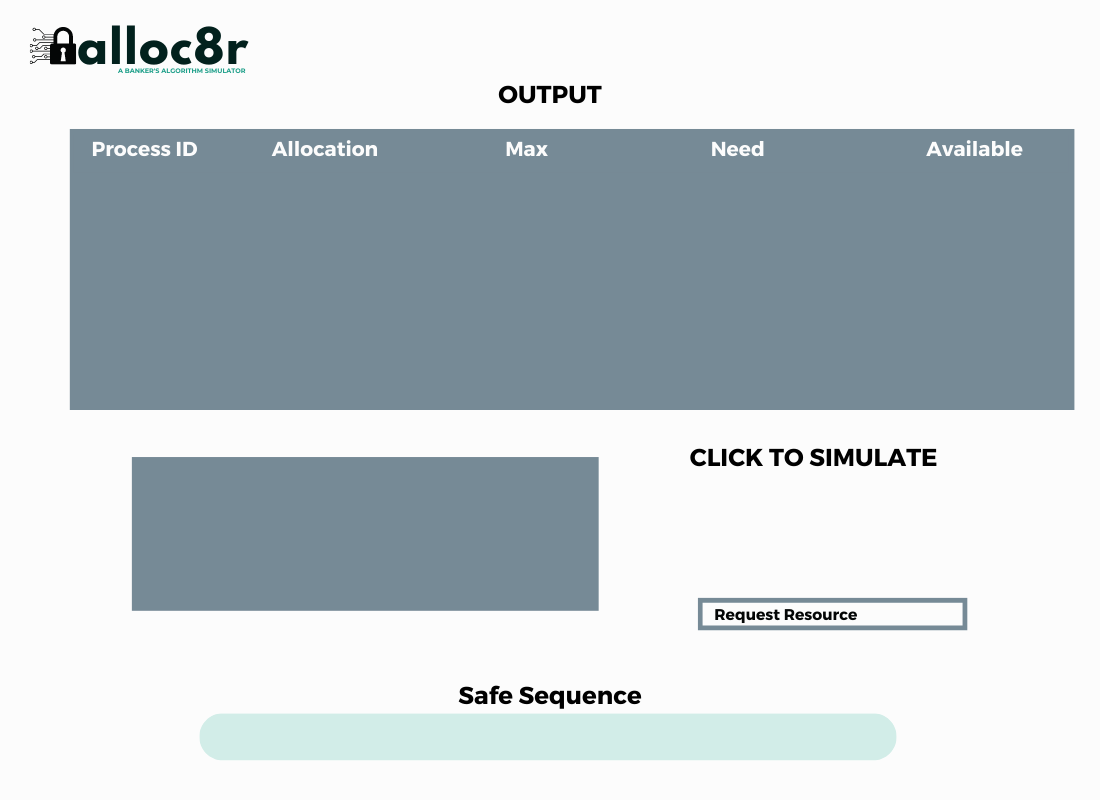 alloc8r
A BANKER'S ALGORITHM SIMULATOR
OUTPUT
Process ID Allocation Max Need Available
CLICK TO SIMULATE
Request Resource
Safe Sequence